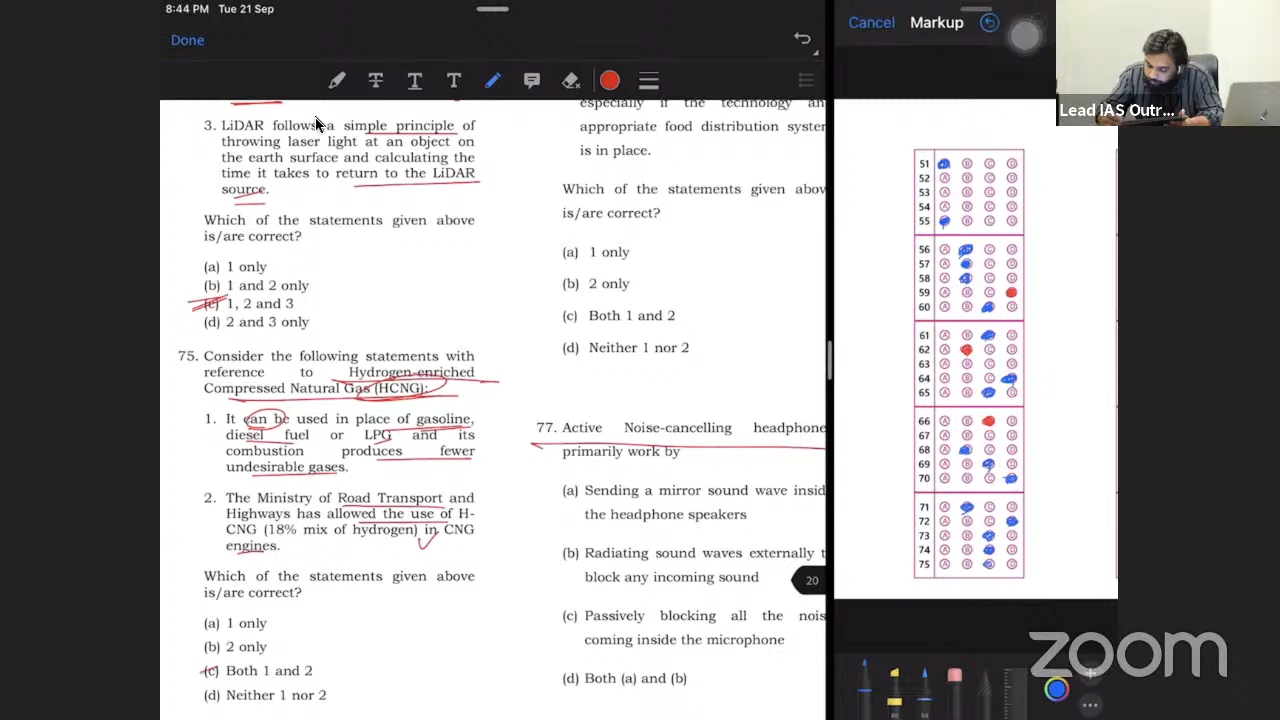 8:44 PM Tue 21 Sep
Done
3. LiDAR follows a simple principle of
throwing laser light at an object on
the earth surface and calculating the
time it takes to return to the LiDAR
source.
Which of the statements given above
is/are correct?
(a) 1 only
(b) 1 and 2 only
(c) 1, 2 and 3
(d) 2 and 3 only
75. Consider the following statements with
reference to Hydrogen-enriched
Compressed Natural Gas (HCNG):
1. It can be used in place of gasoline,
diesel fuel or LPG and its
combustion produces fewer
undesirable gases.
2. The Ministry of Road Transport and
Highways has allowed the use of H-
CNG (18% mix of hydrogen) in CNG
engines.
Which of the statements given above
is/are correct?
(a) 1 only
(b) 2 only
(c) Both 1 and 2
(d) Neither 1 nor 2
especially if the technology an
appropriate food distribution system
is in place.
Which of the statements given abov
is/are correct?
(a) 1 only
(b) 2 only
(c) Both 1 and 2
(d) Neither 1 nor 2
77. Active Noise-cancelling headphone
primarily work by
(a) Sending a mirror sound wave insid
the headphone speakers
(b) Radiating sound waves externally t
block any incoming sound
(c) Passively blocking all the nois
coming inside the microphone
(d) Both (a) and (b)
20
Cancel Markup
Lead IAS Outr...
51 B C D
52 A B C D
53 A B C D
54 A B C D
55 B C D
56 A C D
57 A C D
58 A C D
59 A B C
60 A B D
61 A B D
62 A C D
63 A B C D
64 A B C
65 A B D
66 A B D
67 A B C D
68 A C D
69 A B D
70 A B C
71 A C D
72 A B C
73 A B D
74 A B D
75 A B C D
zoom